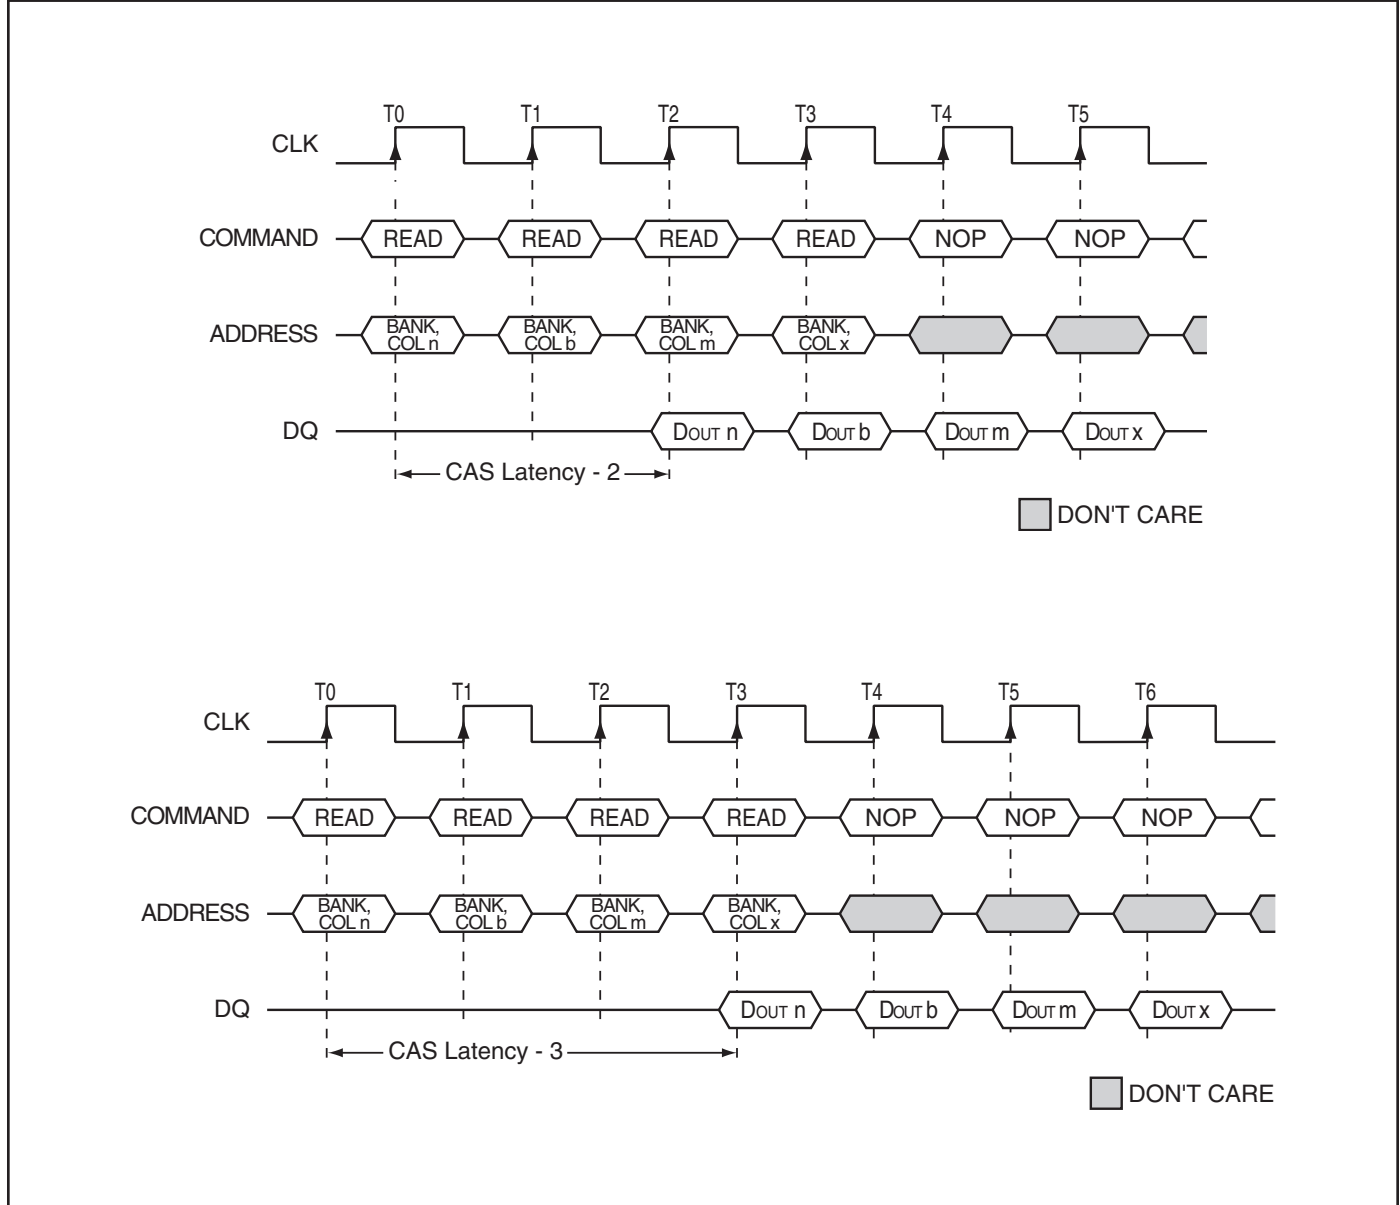 T0 T1 T2 T3 T4 T5
CLK
COMMAND READ READ READ READ NOP NOP
ADDRESS BANK, COL n BANK, COL b BANK, COL m BANK, COL x
DQ DOUT n DOUT b DOUT m DOUT x
CAS Latency - 2
DON'T CARE
T0 T1 T2 T3 T4 T5 T6
CLK
COMMAND READ READ READ READ NOP NOP NOP
ADDRESS BANK, COL n BANK, COL b BANK, COL m BANK, COL x
DQ DOUT n DOUT b DOUT m DOUT x
CAS Latency - 3
DON'T CARE